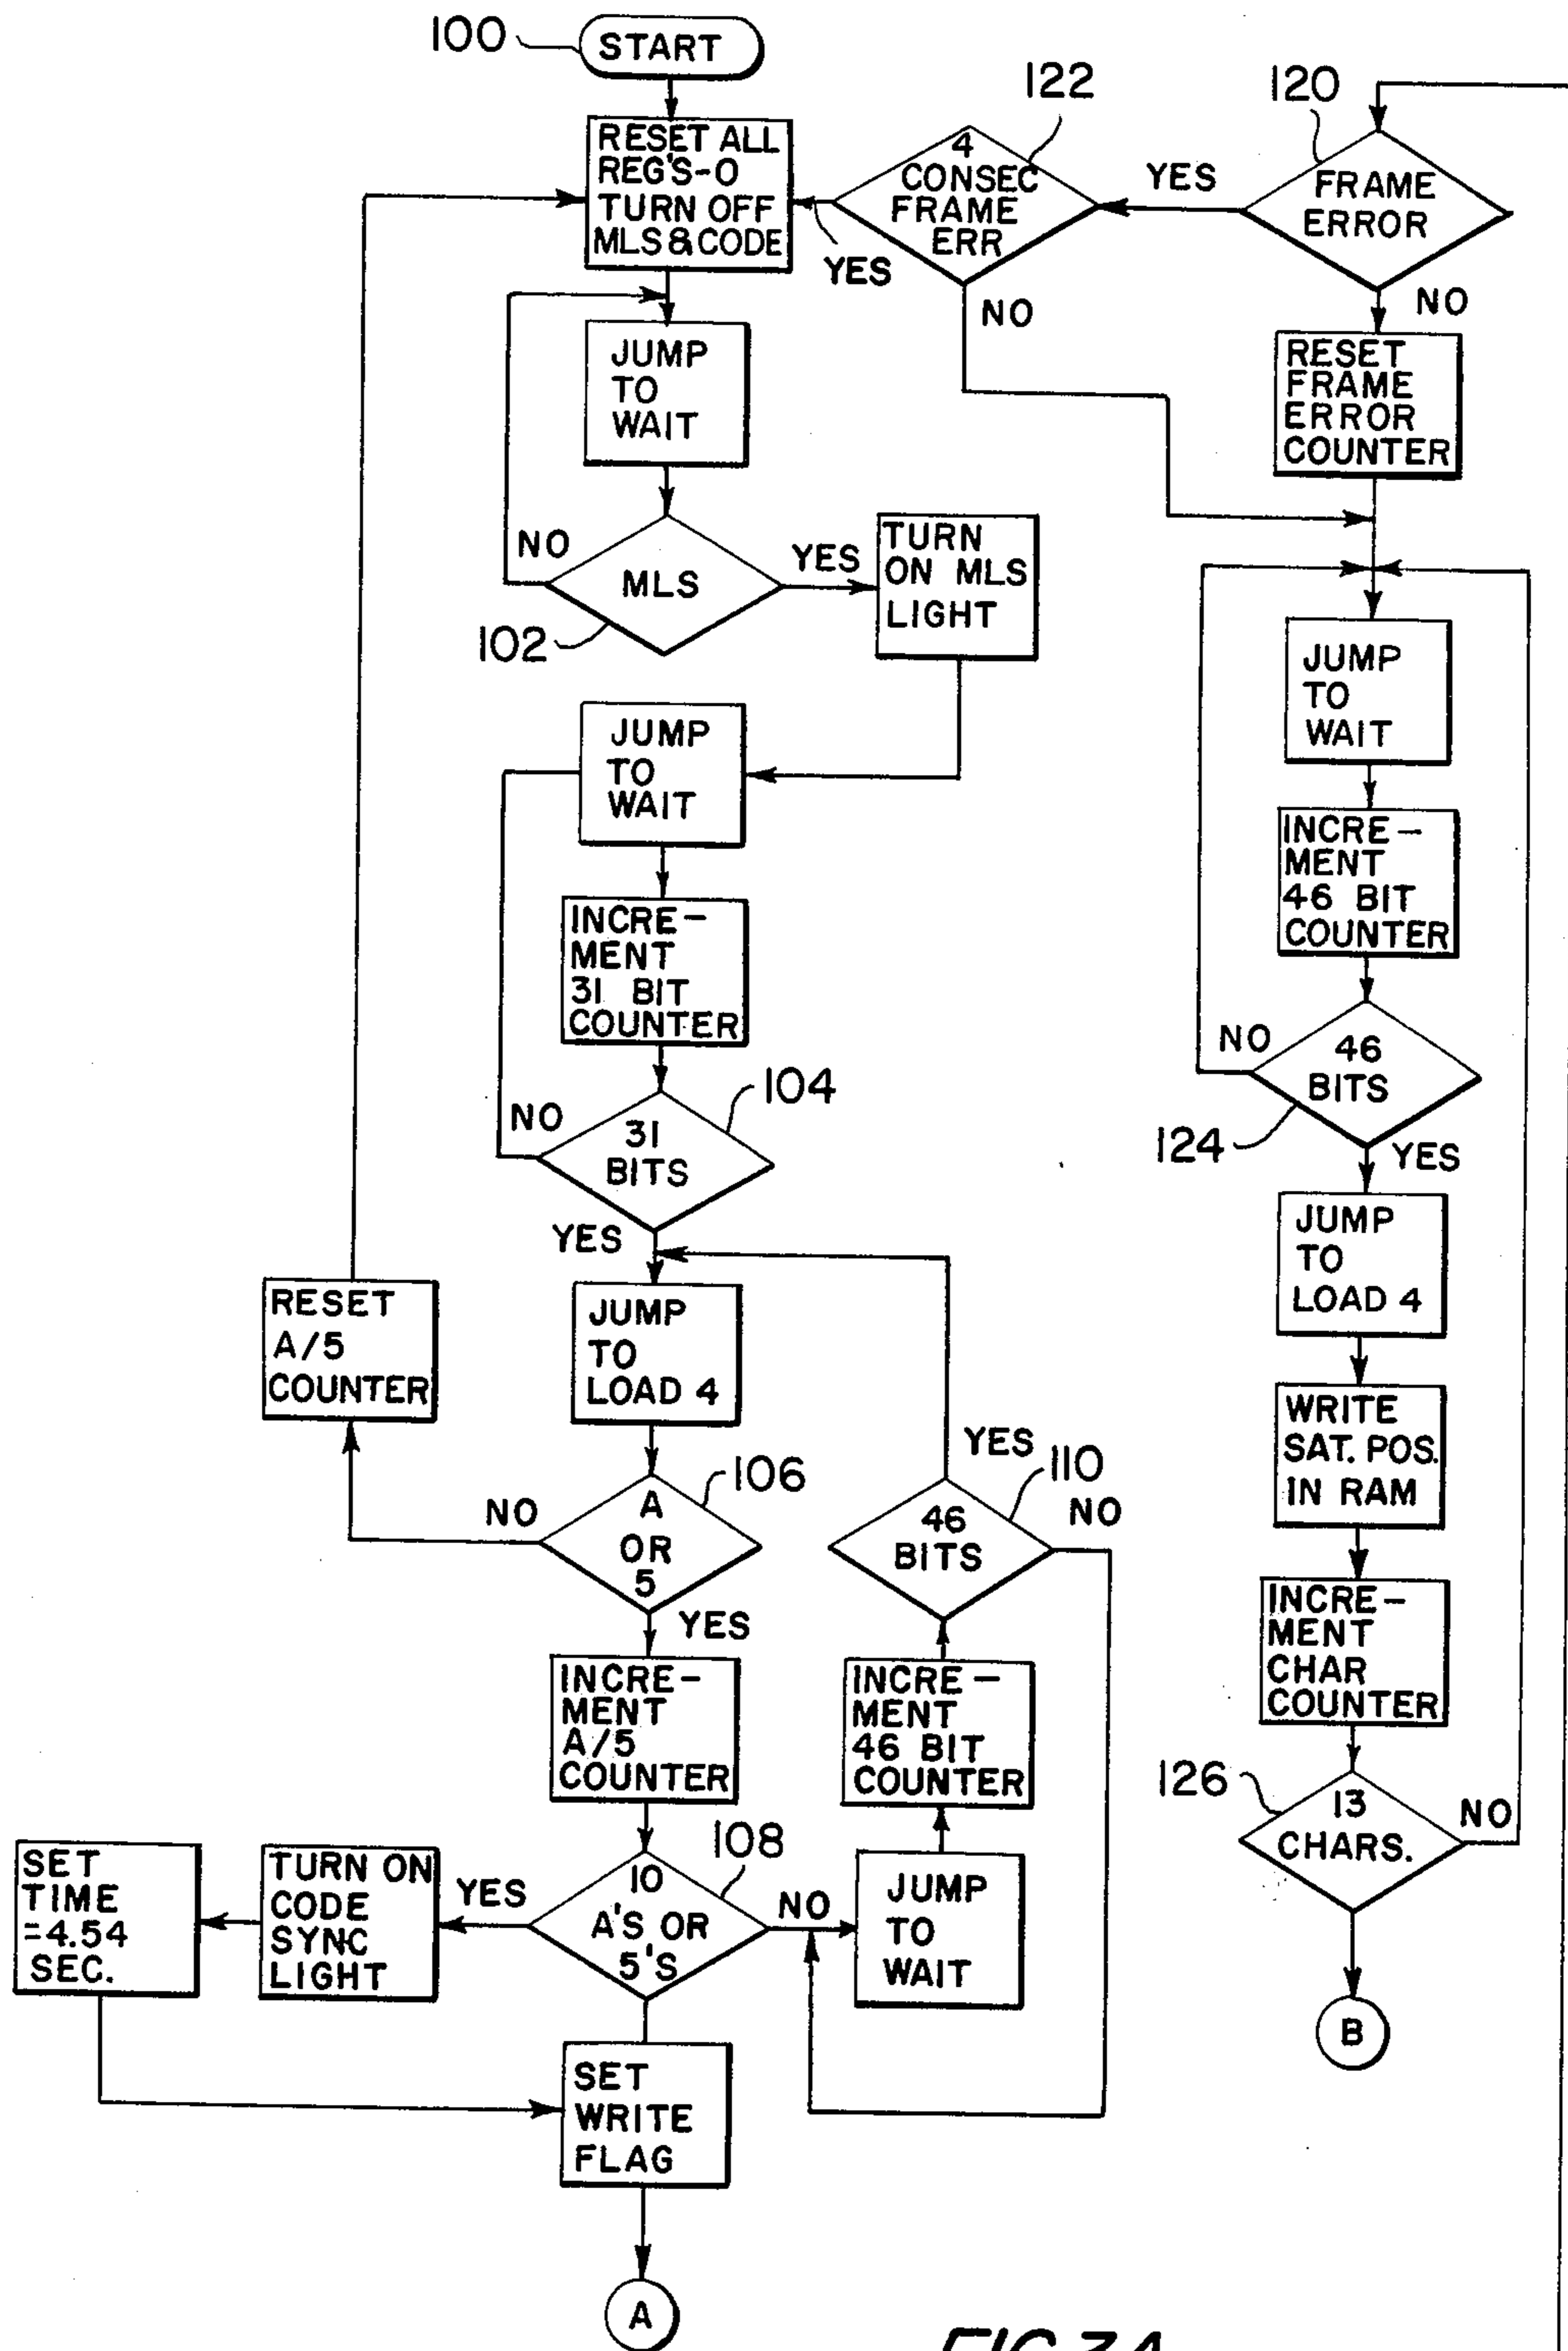 100
START
RESET ALL
REG'S-0
TURN OFF
MLS & CODE
JUMP
TO
WAIT
NO
MLS
YES
102
TURN
ON MLS
LIGHT
JUMP
TO
WAIT
INCRE-
MENT
31 BIT
COUNTER
104
NO
31
BITS
YES
RESET
A/5
COUNTER
JUMP
TO
LOAD 4
106
NO
A
OR
5
YES
INCRE-
MENT
A/5
COUNTER
108
10
A'S OR
5'S
YES
NO
TURN ON
CODE
SYNC
LIGHT
SET
TIME
=4.54
SEC.
SET
WRITE
FLAG
A
JUMP
TO
WAIT
INCRE-
MENT
46 BIT
COUNTER
YES
110
NO
46
BITS
122
4
CONSEC
FRAME
ERR
YES
NO
120
YES
FRAME
ERROR
NO
RESET
FRAME
ERROR
COUNTER
JUMP
TO
WAIT
INCRE-
MENT
46 BIT
COUNTER
NO
46
BITS
124
YES
JUMP
TO
LOAD 4
WRITE
SAT. POS.
IN RAM
INCRE-
MENT
CHAR
COUNTER
126
13
CHARS.
NO
B
FIG.3A